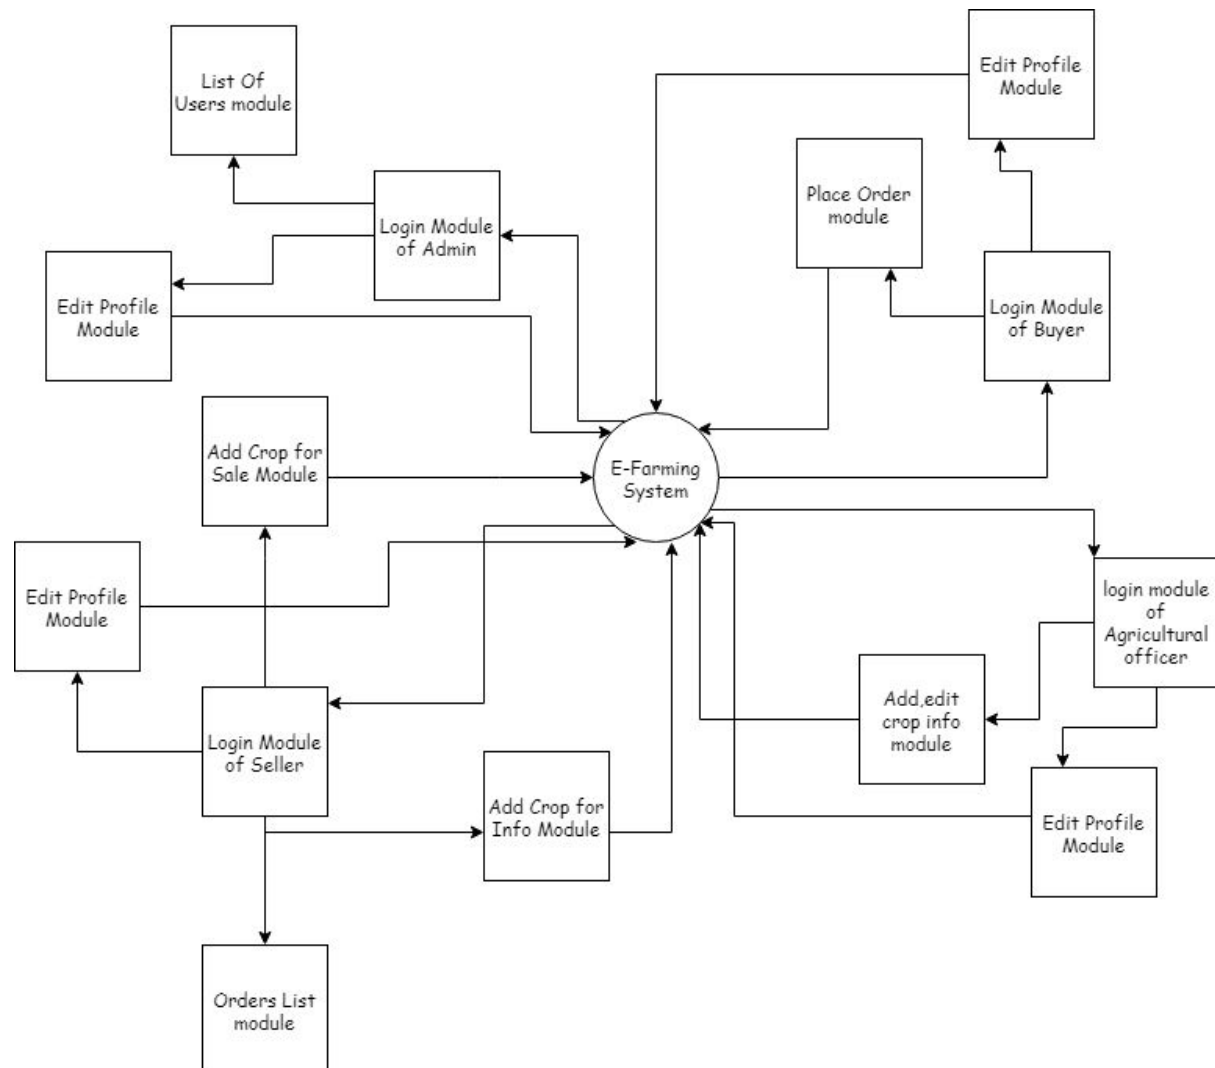 List Of
Users module
Edit Profile
Module
Place Order
module
Login Module
of Admin
Edit Profile
Module
Login Module
of Buyer
Add Crop for
Sale Module
E-Farming
System
Edit Profile
Module
login module
of
Agricultural
officer
Add,edit
crop info
module
Login Module
of Seller
Add Crop for
Info Module
Edit Profile
Module
Orders List
module